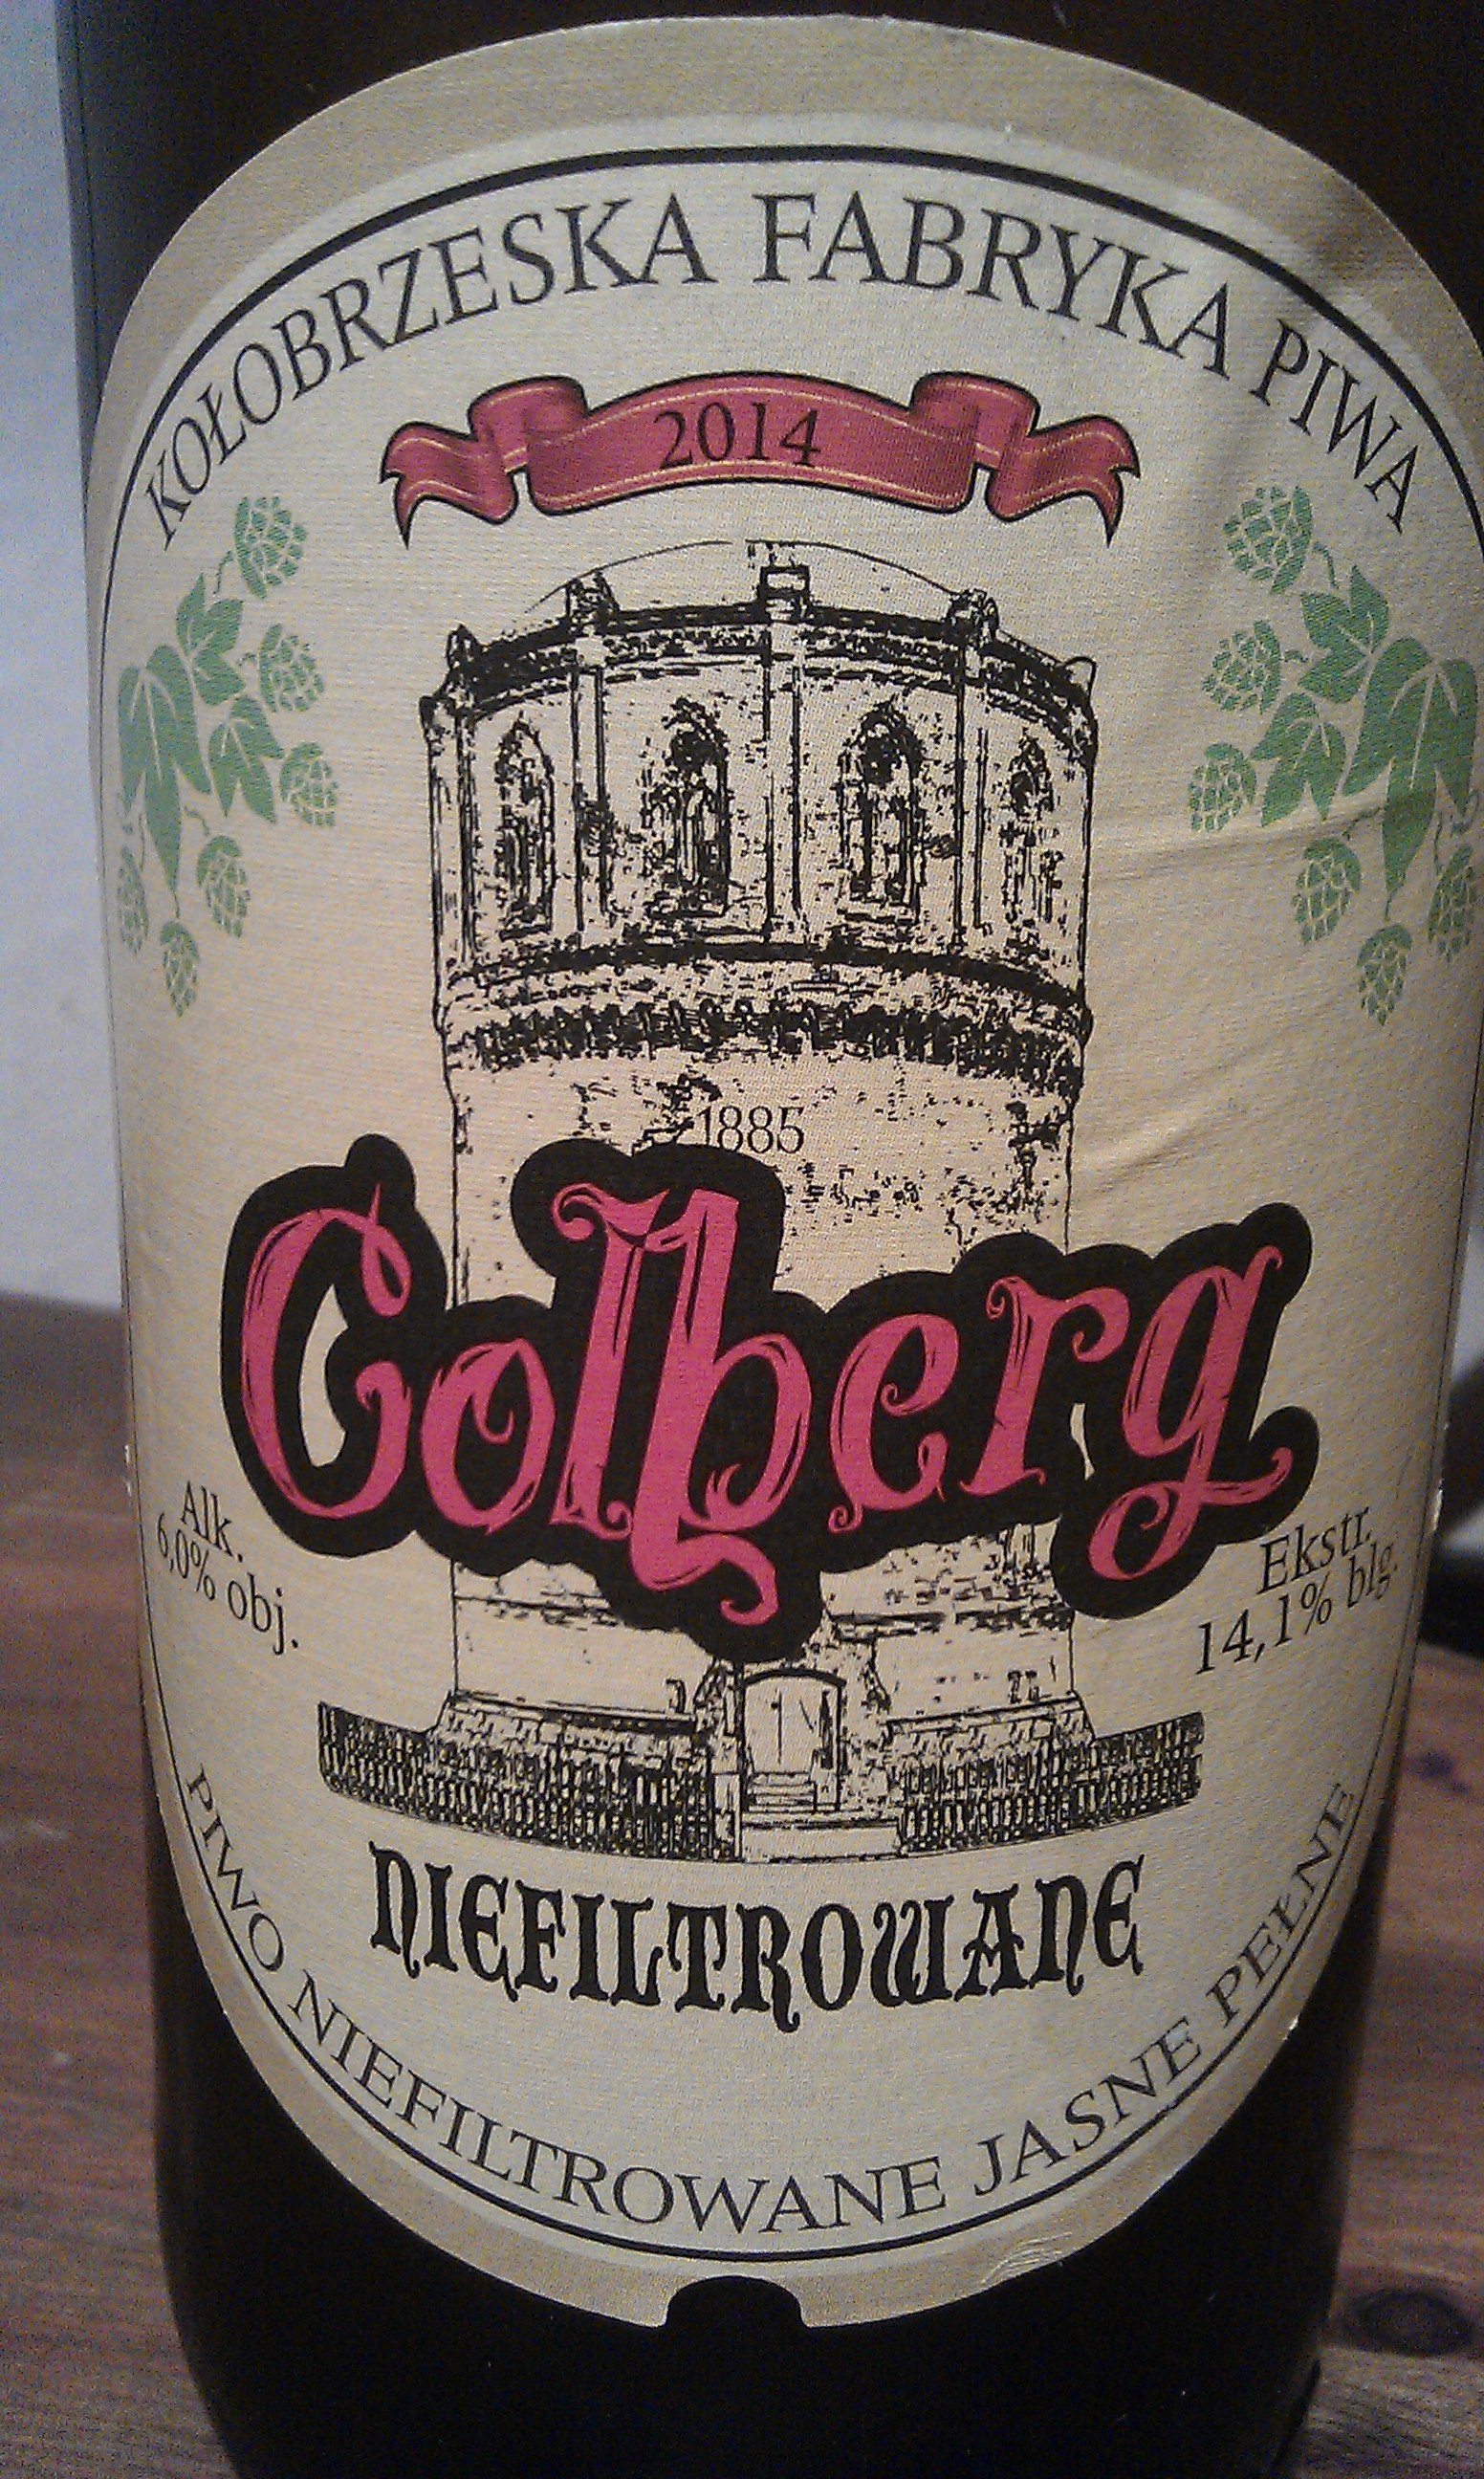 KOŁOBRZESKA FABRYKA PIWA
2014
1885
Colberg
Alk.
6,0% obj.
Ekstr.
14,1% blg.
NIEFILTROWANE
PIWO NIEFILTROWANE JASNE PEŁNE